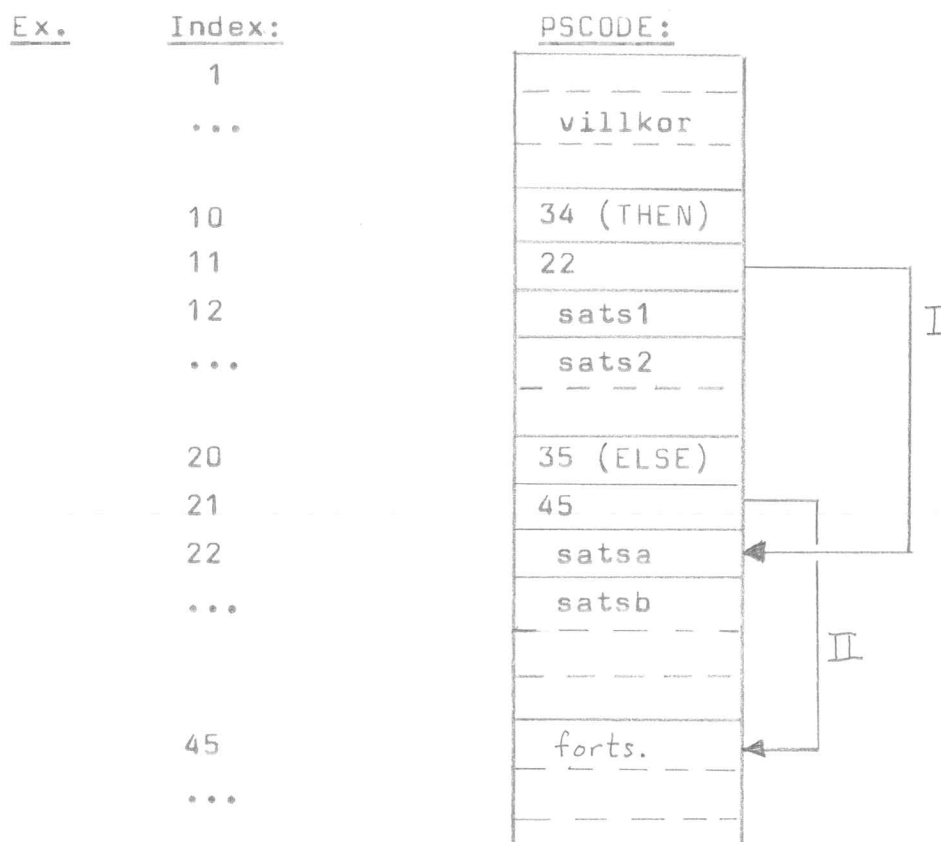 Ex. Index: PSCODE:
1
... villkor
10 34 (THEN)
11 22
I
12 sats1
... sats2
20 35 (ELSE)
21 45
22 satsa
... satsb
II
45 forts.
...